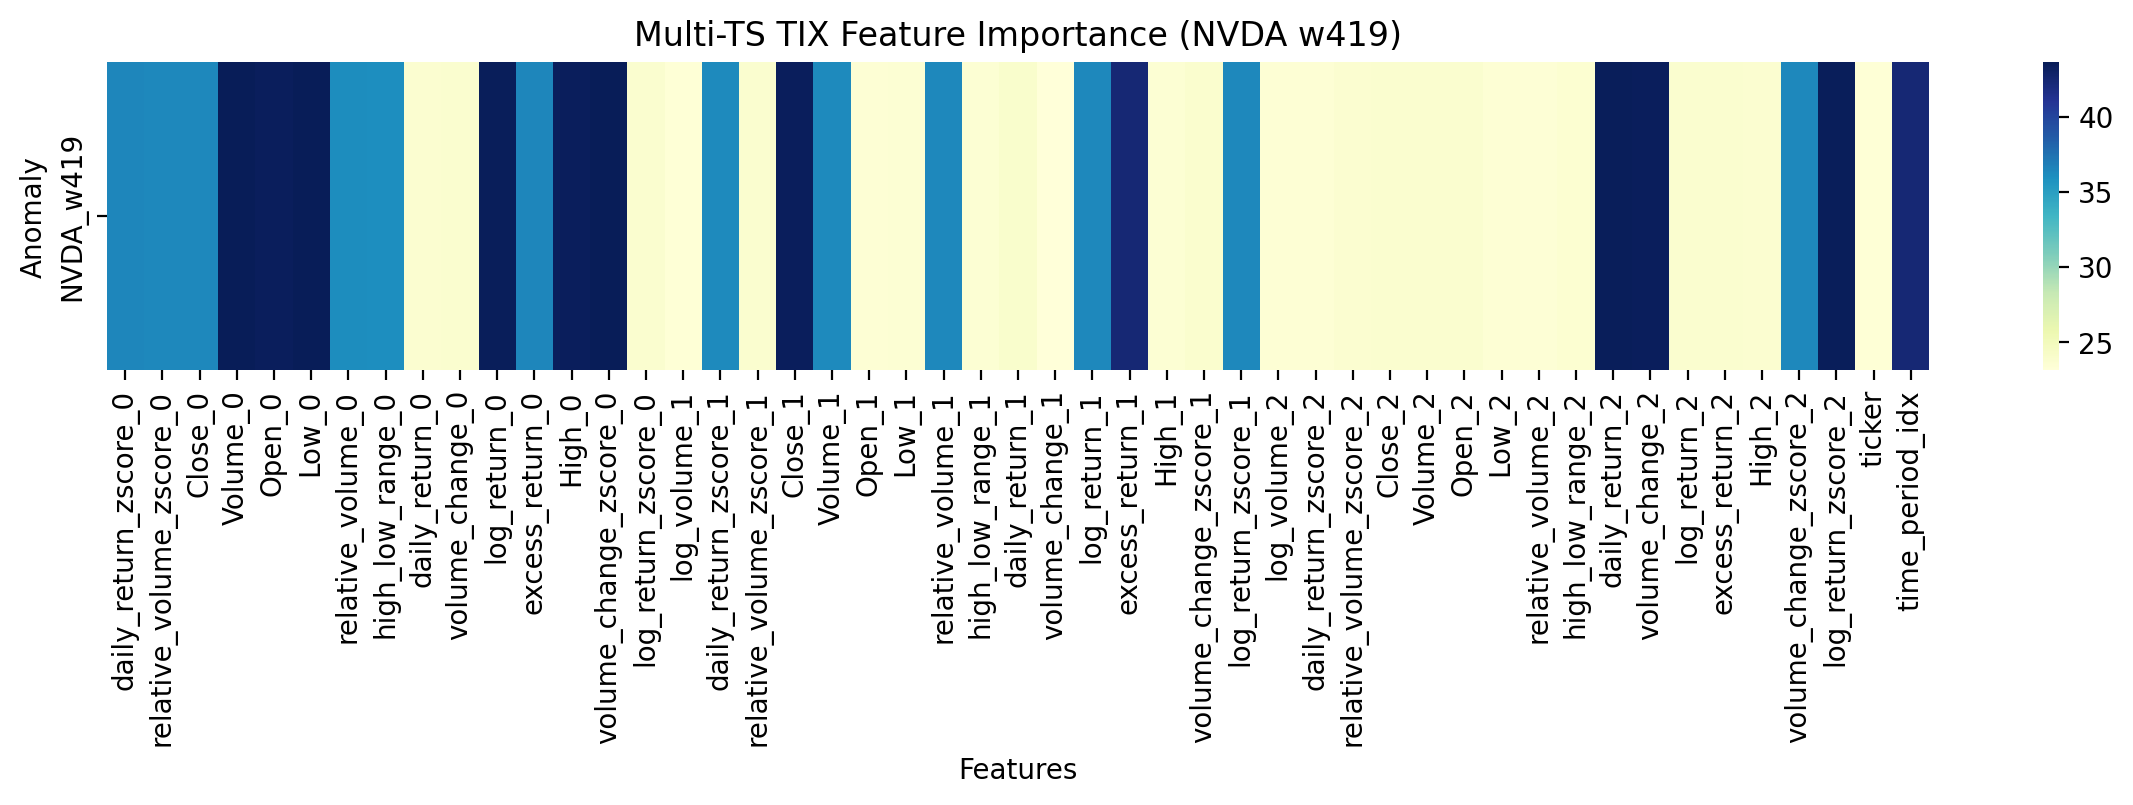 Multi-TS TIX Feature Importance (NVDA w419)
Anomaly
NVDA_w419
40
35
30
25
daily_return_zscore_0
relative_volume_zscore_0
Close_0
Volume_0
Open_0
Low_0
relative_volume_0
high_low_range_0
daily_return_0
volume_change_0
log_return_0
excess_return_0
High_0
volume_change_zscore_0
log_return_zscore_0
log_volume_1
daily_return_zscore_1
relative_volume_zscore_1
Close_1
Volume_1
Open_1
Low_1
relative_volume_1
high_low_range_1
daily_return_1
volume_change_1
log_return_1
excess_return_1
High_1
volume_change_zscore_1
log_return_zscore_1
log_volume_2
daily_return_zscore_2
relative_volume_zscore_2
Close_2
Volume_2
Open_2
Low_2
relative_volume_2
high_low_range_2
daily_return_2
volume_change_2
log_return_2
excess_return_2
High_2
volume_change_zscore_2
log_return_zscore_2
ticker
time_period_idx
Features